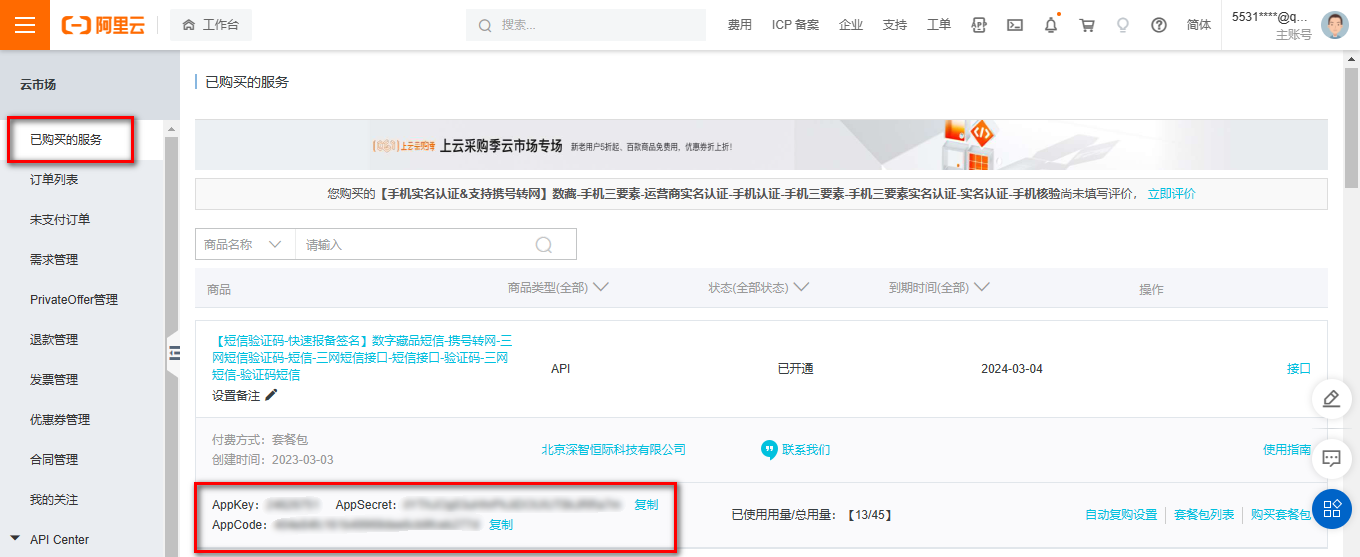 阿里云
工作台
搜索...
费用
ICP 备案
企业
支持
工单
简体
5531****@q...
主账号
云市场
已购买的服务
订单列表
未支付订单
需求管理
PrivateOffer管理
退款管理
发票管理
优惠券管理
合同管理
我的关注
API Center
已购买的服务
上云采购季 上云采购季云市场专场 新老用户5折起、百款商品免费用，优惠券折上折！
您购买的【手机实名认证&支持携号转网】数藏-手机三要素-运营商实名认证-手机认证-手机三要素-手机三要素实名认证-实名认证-手机核验尚未填写评价， 立即评价
商品名称 请输入
商品 商品类型(全部) 状态(全部状态) 到期时间(全部) 操作
【短信验证码-快速报备签名】数字藏品短信-携号转网-三
网短信验证码-短信-三网短信接口-短信接口-验证码-三网
短信-验证码短信
设置备注
API
已开通
2024-03-04
接口
付费方式：套餐包
创建时间：2023-03-03
北京深智恒际科技有限公司
联系我们
使用指南
AppKey： AppSecret： 复制
AppCode： 复制
已使用用量/总用量：【13/45】
自动复购设置 套餐包列表 购买套餐包